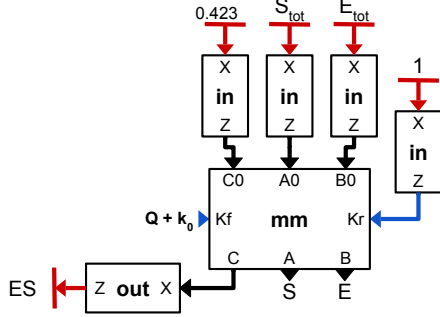 0.423 S_tot E_tot
1
X X X
in in in
Z Z Z
X
in
Z
C0 A0 B0
Q + k_0 Kf mm Kr
C A B
ES Z out X S E